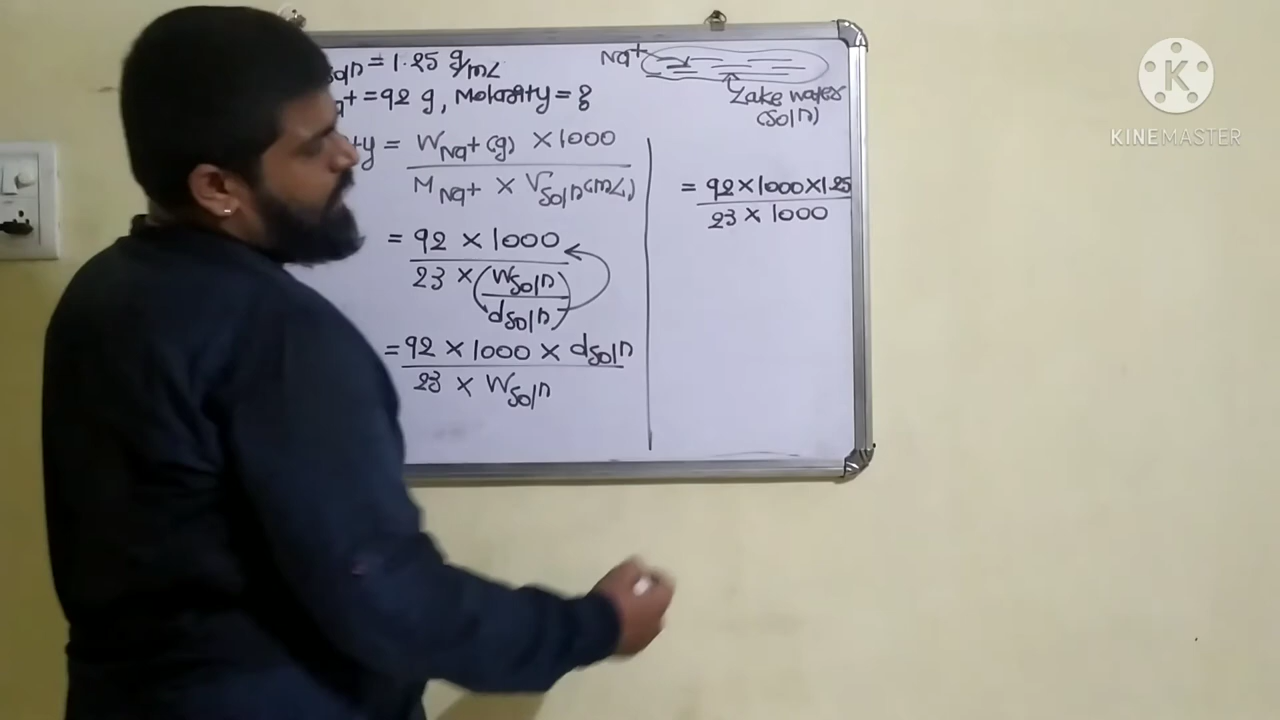 soln = 1.25 g/mL
= 92 g, Molarity = ?
= WNa+ (g) × 1000
MNa+ × Vsoln (mL)
= 92 × 1000
23 × (Wsoln
dsoln)
= 92 × 1000 × dsoln
23 × Wsoln
Na+
Lake water
(soln)
= 92 × 1000 × 1.25
23 × 1000
K
KINEMASTER